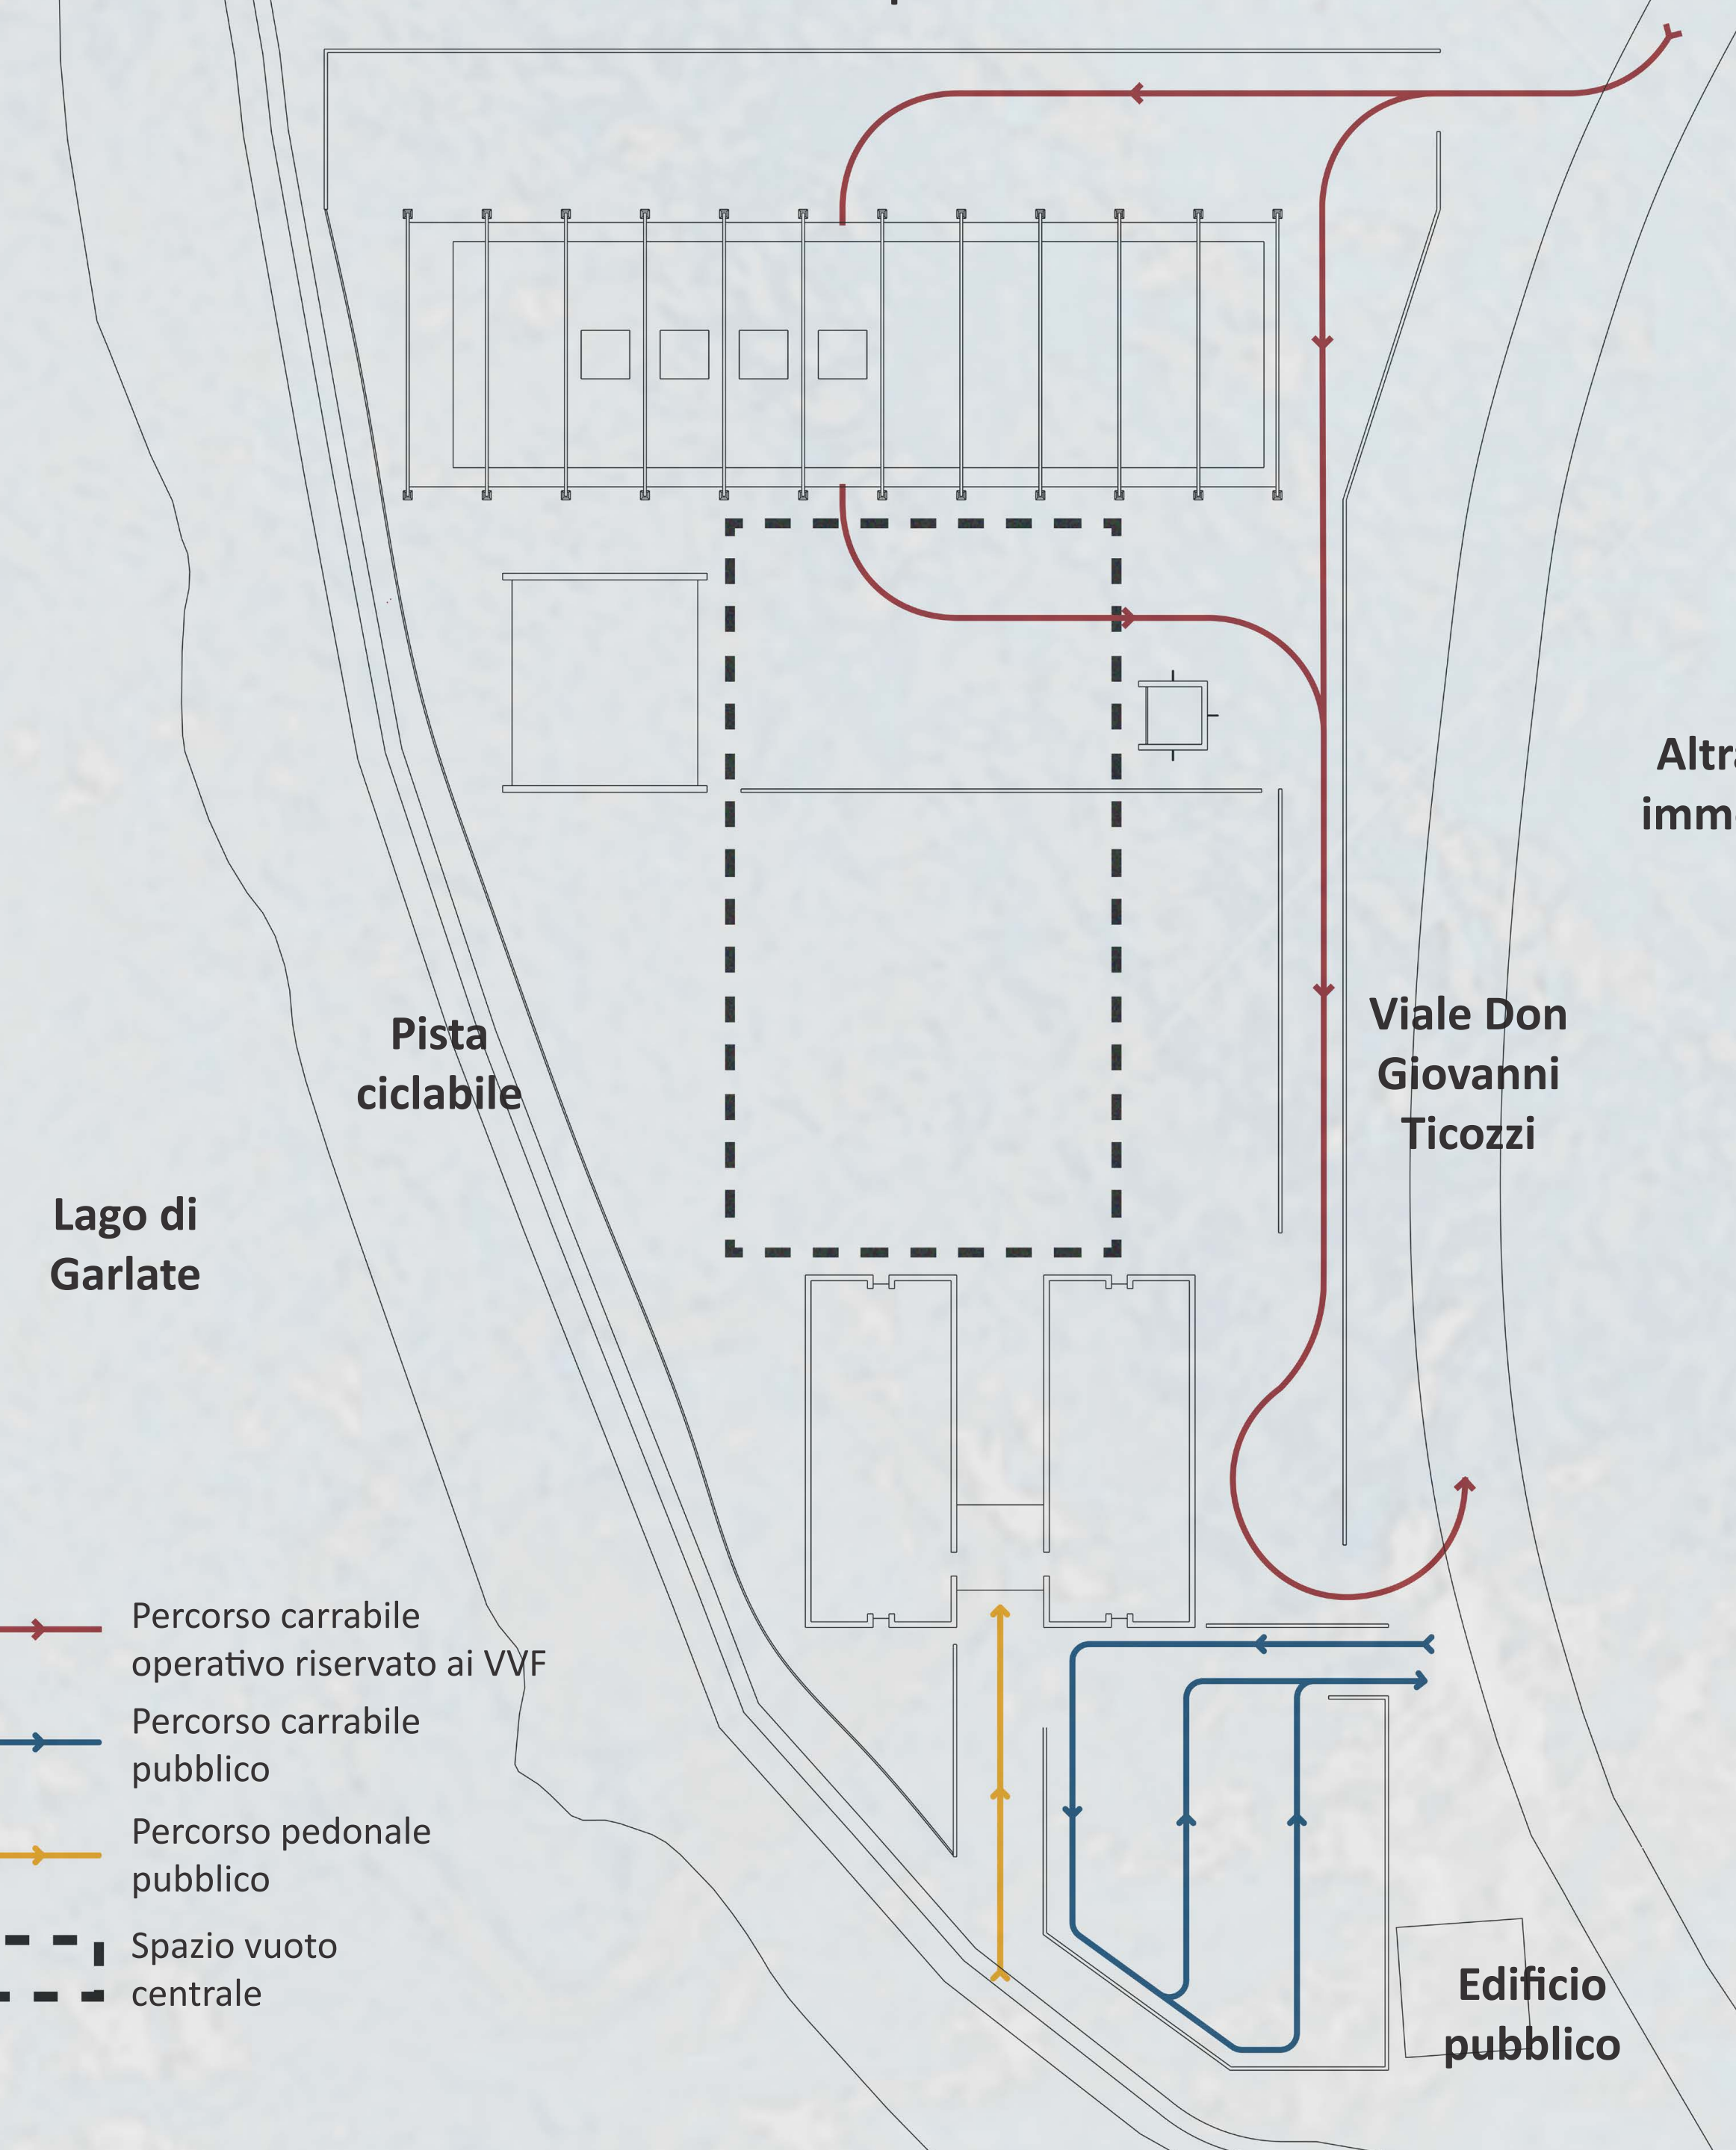 Altra
imm
Pista
ciclabile
Viale Don
Giovanni
Ticozzi
Lago di
Garlate
Percorso carrabile
operativo riservato ai VVF
Percorso carrabile
pubblico
Percorso pedonale
pubblico
Spazio vuoto
centrale
Edificio
pubblico